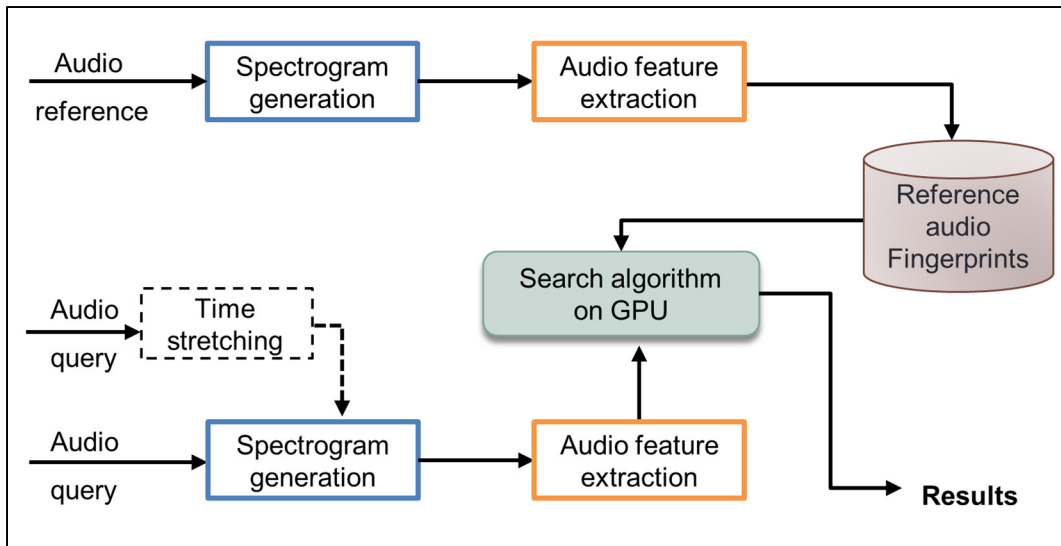 Audio
reference
Spectrogram
generation
Audio feature
extraction
Reference
audio
Fingerprints
Search algorithm
on GPU
Audio
query
Time
stretching
Audio
query
Spectrogram
generation
Audio feature
extraction
Results